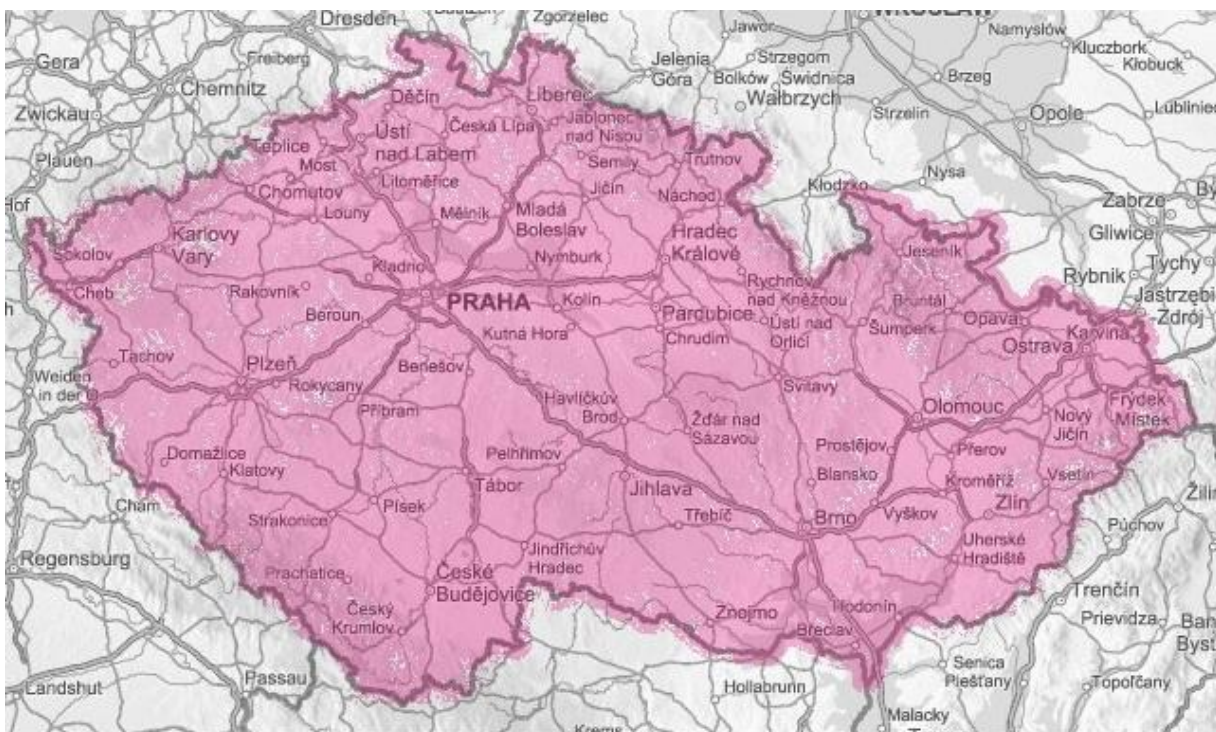 Dresden
Zgorzelec
Jawor
Namysłów
Gera
Freiberg
Jelenia
Góra
Strzegom
Bolków
Świdnica
Kluczbork
Kłobuck
Chemnitz
Wałbrzych
Brzeg
Zwickau
Děčín
Liberec
Strzelin
Opole
Lubliniec
Plauen
Teplice
Ústí
nad Labem
Česká Lípa
Jablonec
nad Nisou
Most
Semily
Trutnov
Kłodzko
Nysa
Hof
Chomutov
Litoměřice
Jičín
Náchod
Zabrze
Louny
Mělník
Mladá
Boleslav
Hradec
Králové
Gliwice
Karlovy
Vary
Sokolov
Kladno
Nymburk
Rychnov
nad Kněžnou
Jeseník
Rybnik
Tychy
Cheb
Rakovník
PRAHA
Kolín
Bruntál
Jastrzębie
Zdrój
Beroun
Kutná Hora
Pardubice
Ústí nad
Orlicí
Šumperk
Opava
Karviná
Ostrava
Chrudim
Tachov
Plzeň
Benešov
Weiden
in der
Rokycany
Příbram
Havlíčkův
Brod
Svitavy
Olomouc
Nový
Jičín
Frýdek
Místek
Žďár nad
Sázavou
Domažlice
Klatovy
Pelhřimov
Prostějov
Přerov
Blansko
Vsetín
Tábor
Jihlava
Kroměříž
Cham
Písek
Strakonice
Třebíč
Brno
Vyškov
Zlín
Púchov
Regensburg
Jindřichův
Hradec
Uherské
Hradiště
Prachatice
České
Budějovice
Trenčín
Český
Krumlov
Znojmo
Hodonín
Břeclav
Prievidza
Passau
Senica
Piešťany
Topoľčany
Landshut
Hollabrunn
Krems
Malacky